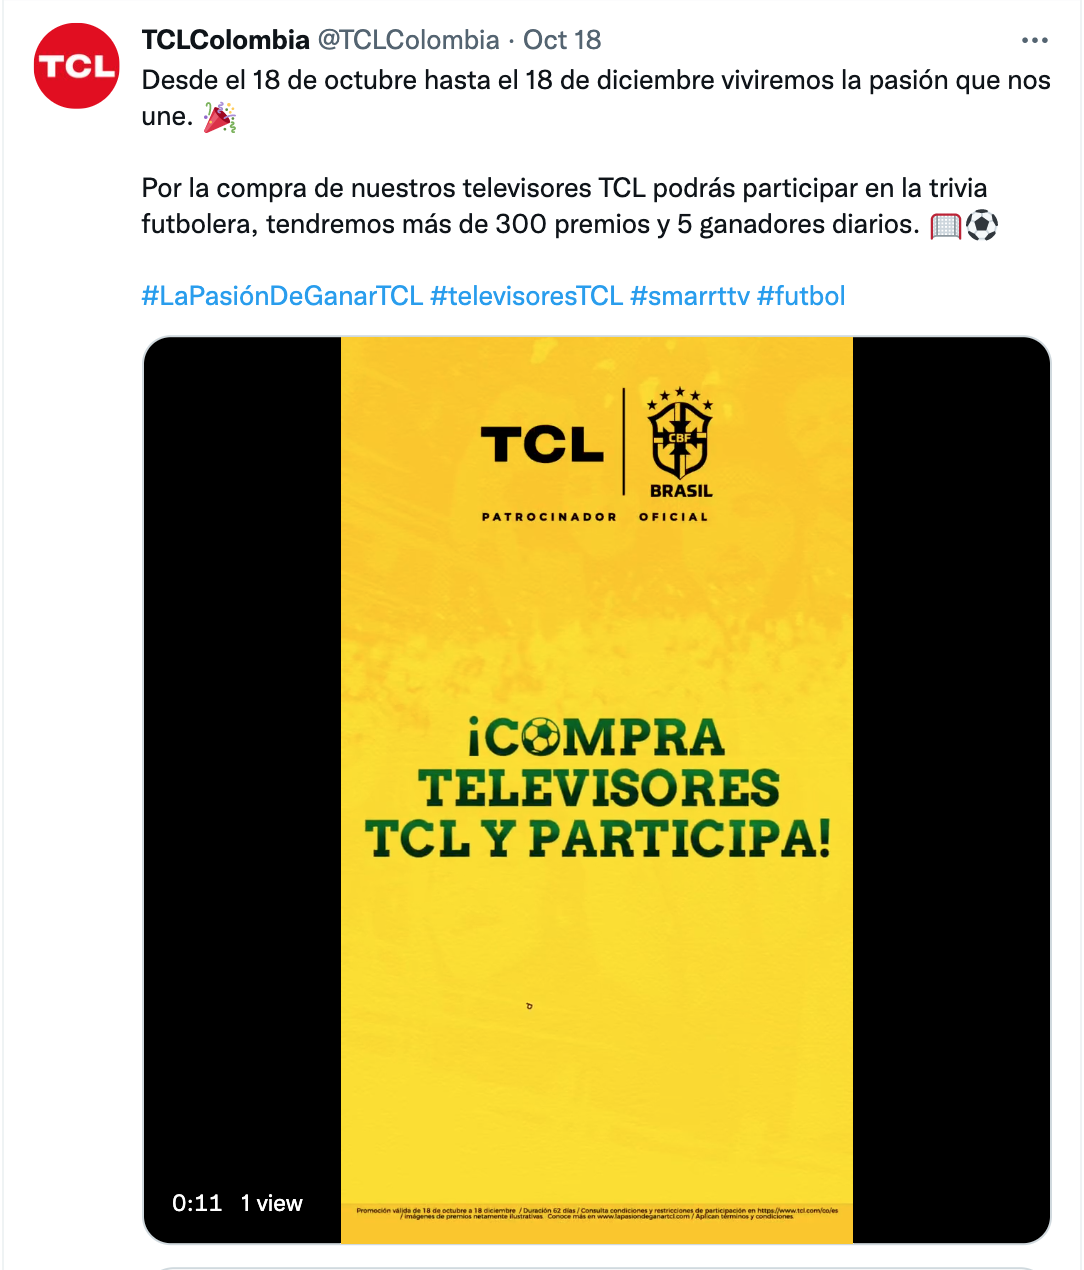 TCL
TCLColombia @TCLColombia · Oct 18
Desde el 18 de octubre hasta el 18 de diciembre viviremos la pasión que nos
une.
Por la compra de nuestros televisores TCL podrás participar en la trivia
futbolera, tendremos más de 300 premios y 5 ganadores diarios.
#LaPasiónDeGanarTCL #televisoresTCL #smarrttv #futbol
TCL
CBF
BRASIL
PATROCINADOR OFICIAL
¡COMPRA
TELEVISORES
TCL Y PARTICIPA!
0:11 1 view
Promoción válida de 18 de octubre a 18 diciembre / Duración 62 días / Consulta condiciones y restricciones de participación en https://www.tcl.com/co/es
/ imágenes de premios netamente ilustrativas. Conoce más en www.lapasiondeganartcl.com / Aplican términos y condiciones.